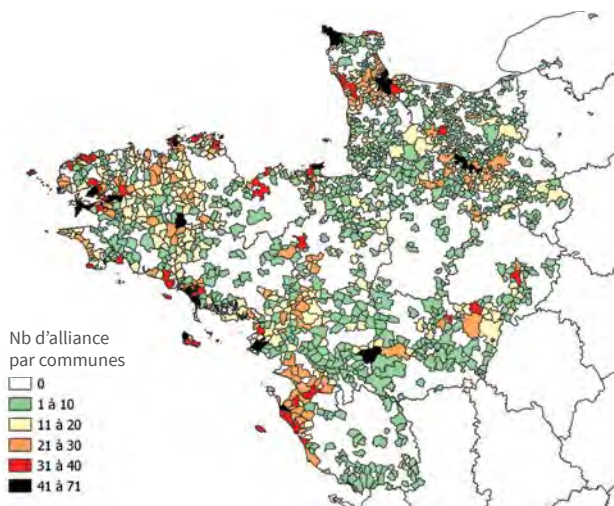 Nb d'alliance
par communes
0
1 à 10
11 à 20
21 à 30
31 à 40
41 à 71